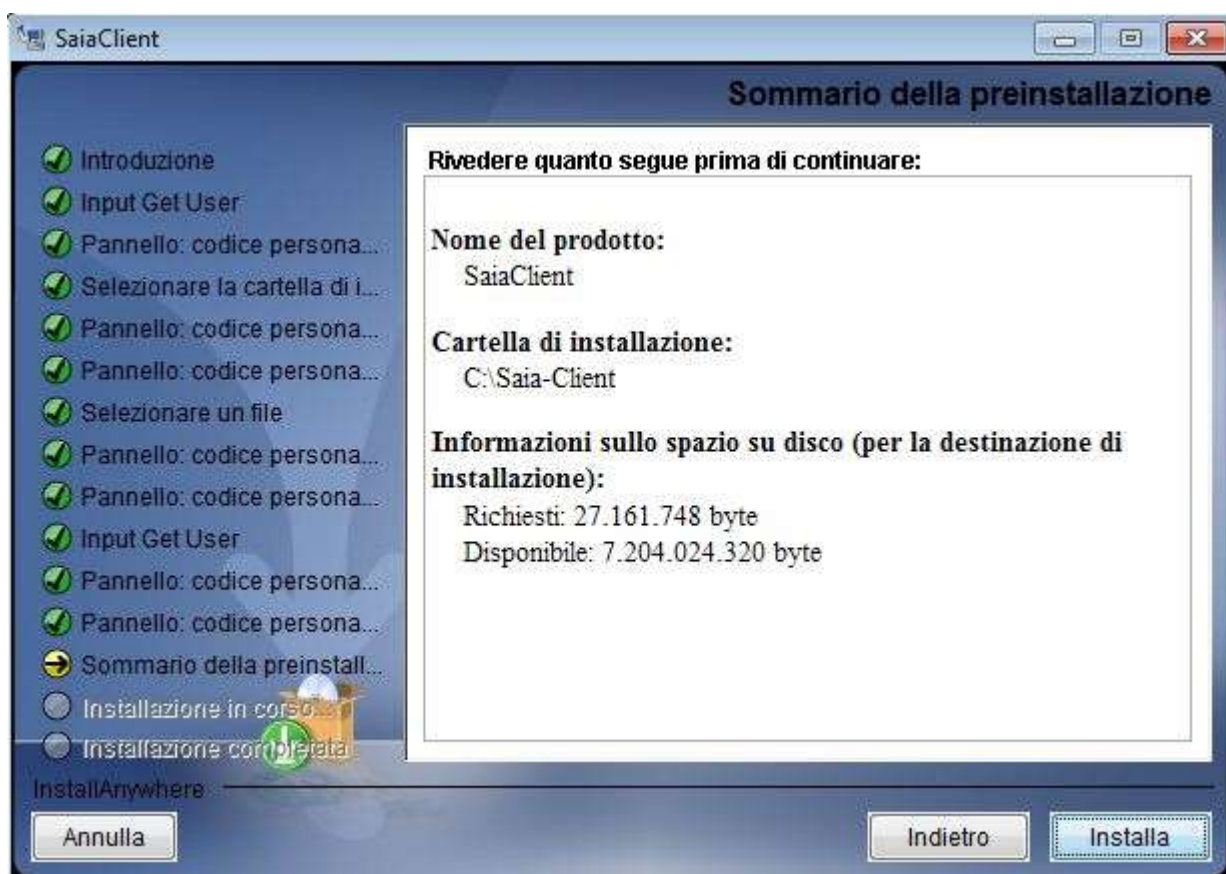 SaiaClient
Sommario della preinstallazione
Introduzione
Input Get User
Pannello: codice persona...
Selezionare la cartella di i...
Pannello: codice persona...
Pannello: codice persona...
Selezionare un file
Pannello: codice persona...
Pannello: codice persona...
Input Get User
Pannello: codice persona...
Pannello: codice persona...
Sommario della preinstall...
Installazione in corso...
Installazione completata
Rivedere quanto segue prima di continuare:
Nome del prodotto:
SaiaClient
Cartella di installazione:
C:\Saia-Client
Informazioni sullo spazio su disco (per la destinazione di
installazione):
Richiesti: 27.161.748 byte
Disponibile: 7.204.024.320 byte
InstallAnywhere
Annulla
Indietro
Installa